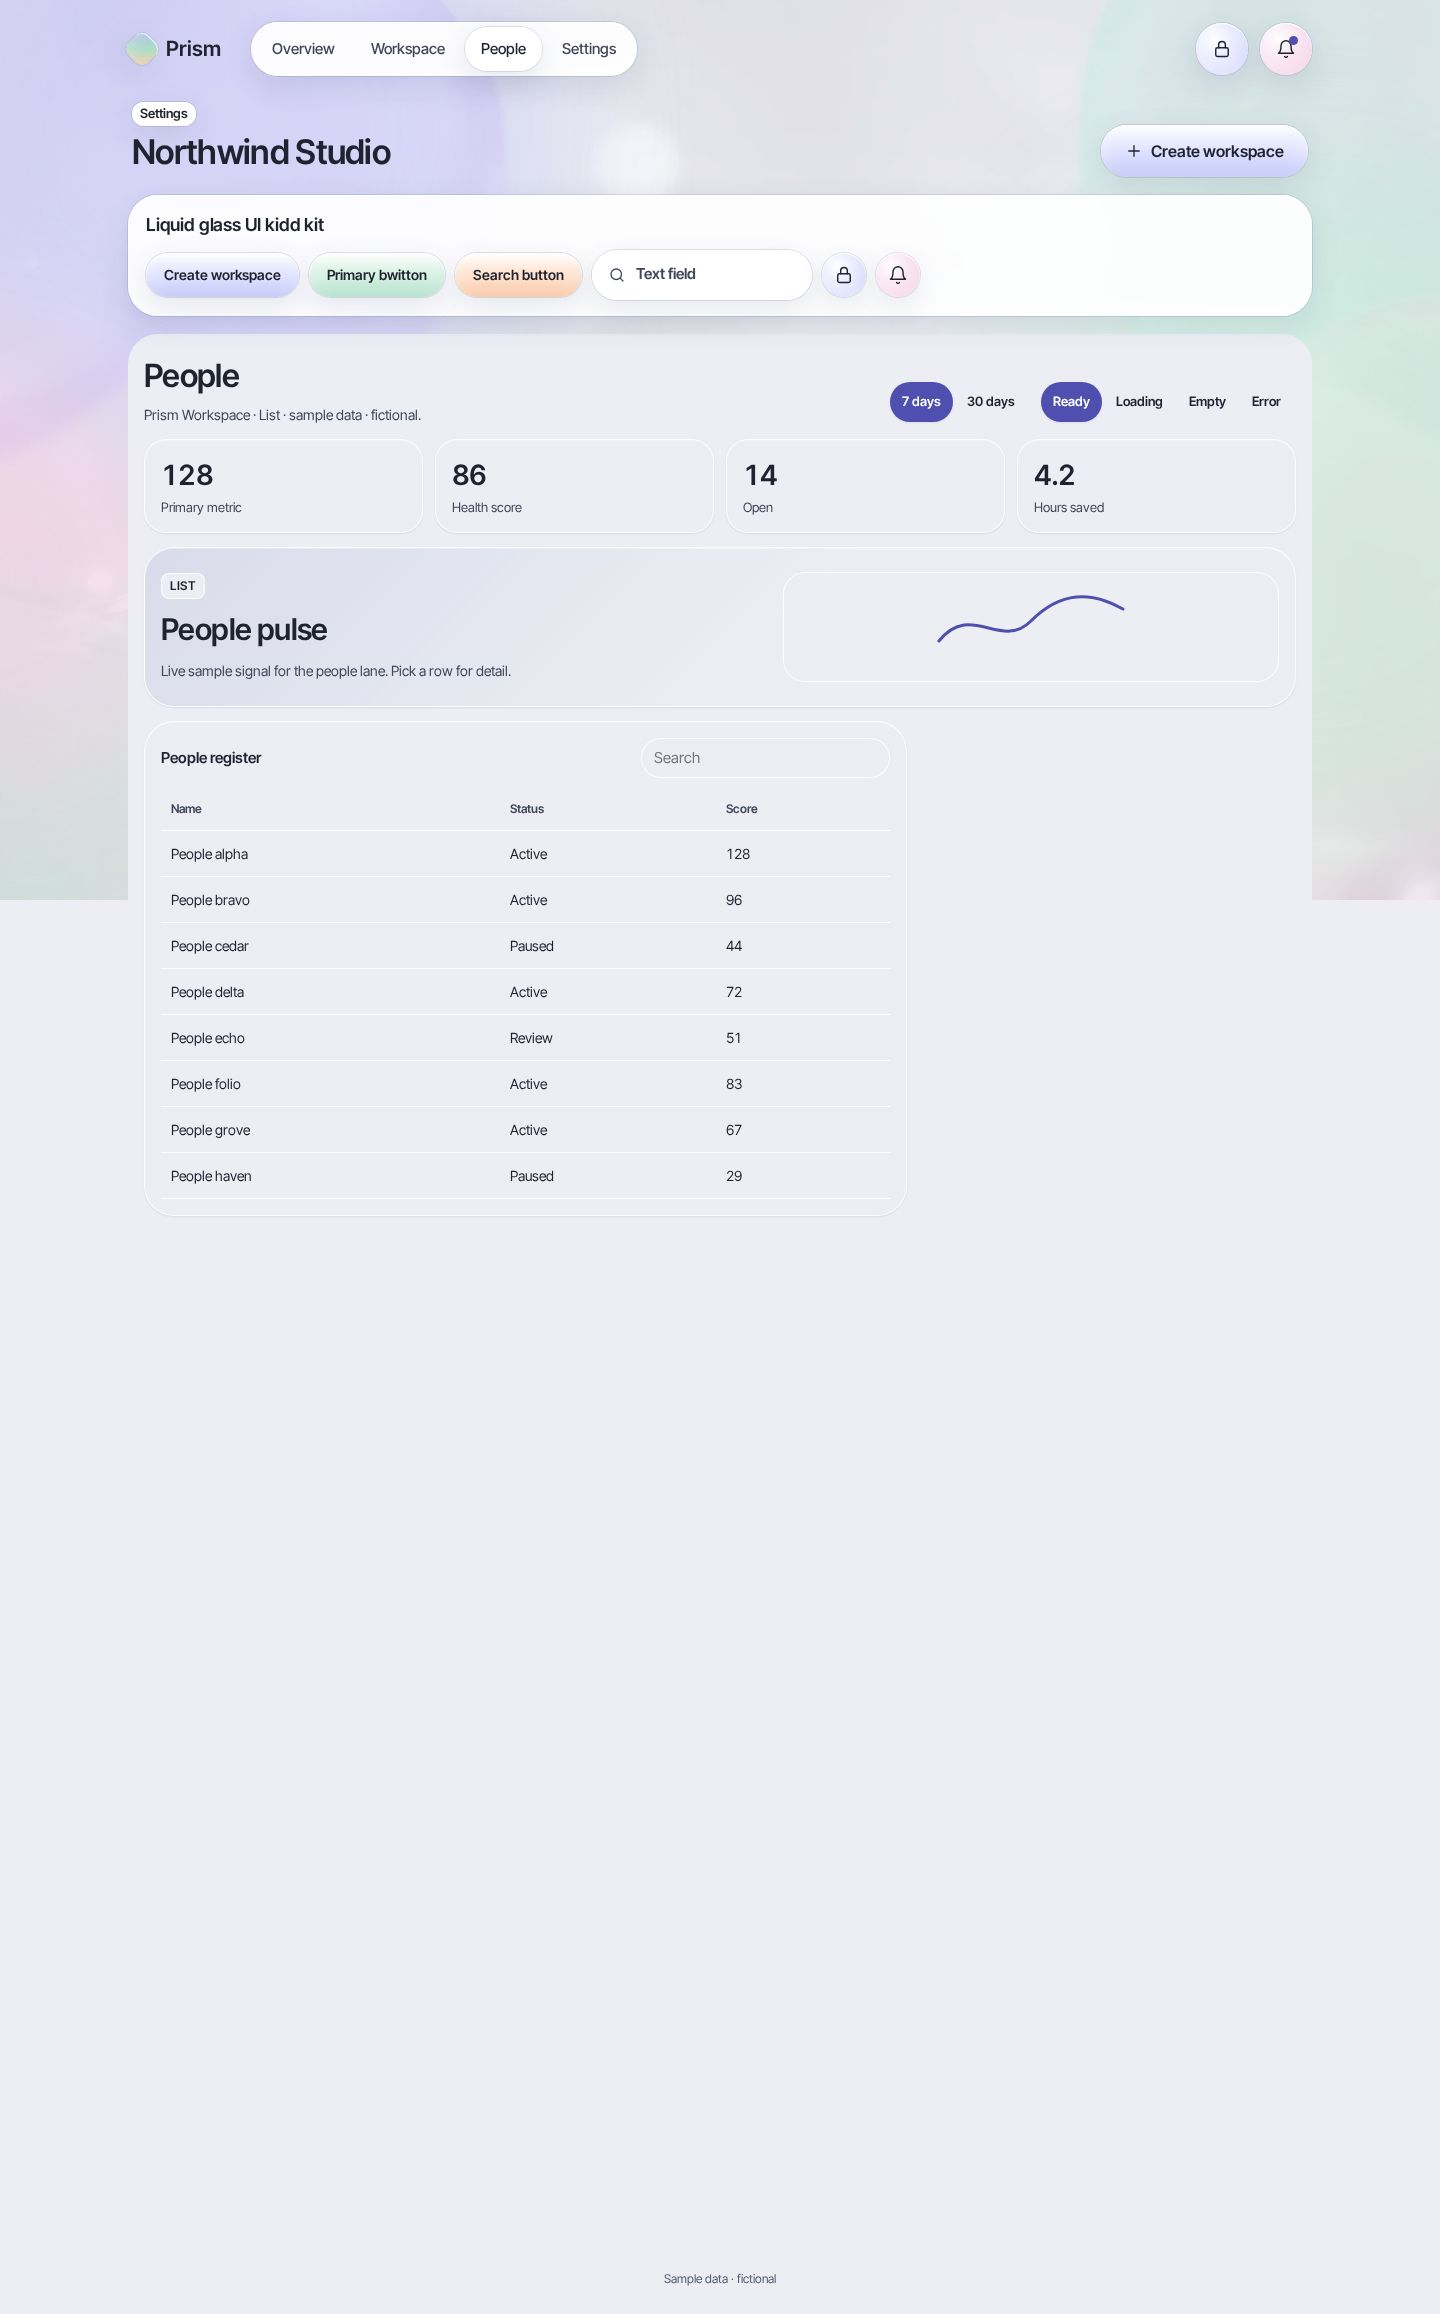 Prism
Overview Workspace People Settings
Settings
Northwind Studio
Create workspace
Liquid glass UI kidd kit
Create workspace Primary bwitton Search button Text field
People
Prism Workspace · List · sample data · fictional.
7 days 30 days Ready Loading Empty Error
128 86 14 4.2
Primary metric Health score Open Hours saved
LIST
People pulse
Live sample signal for the people lane. Pick a row for detail.
People register Search
Name Status Score
People alpha Active 128
People bravo Active 96
People cedar Paused 44
People delta Active 72
People echo Review 51
People folio Active 83
People grove Active 67
People haven Paused 29
Sample data · fictional